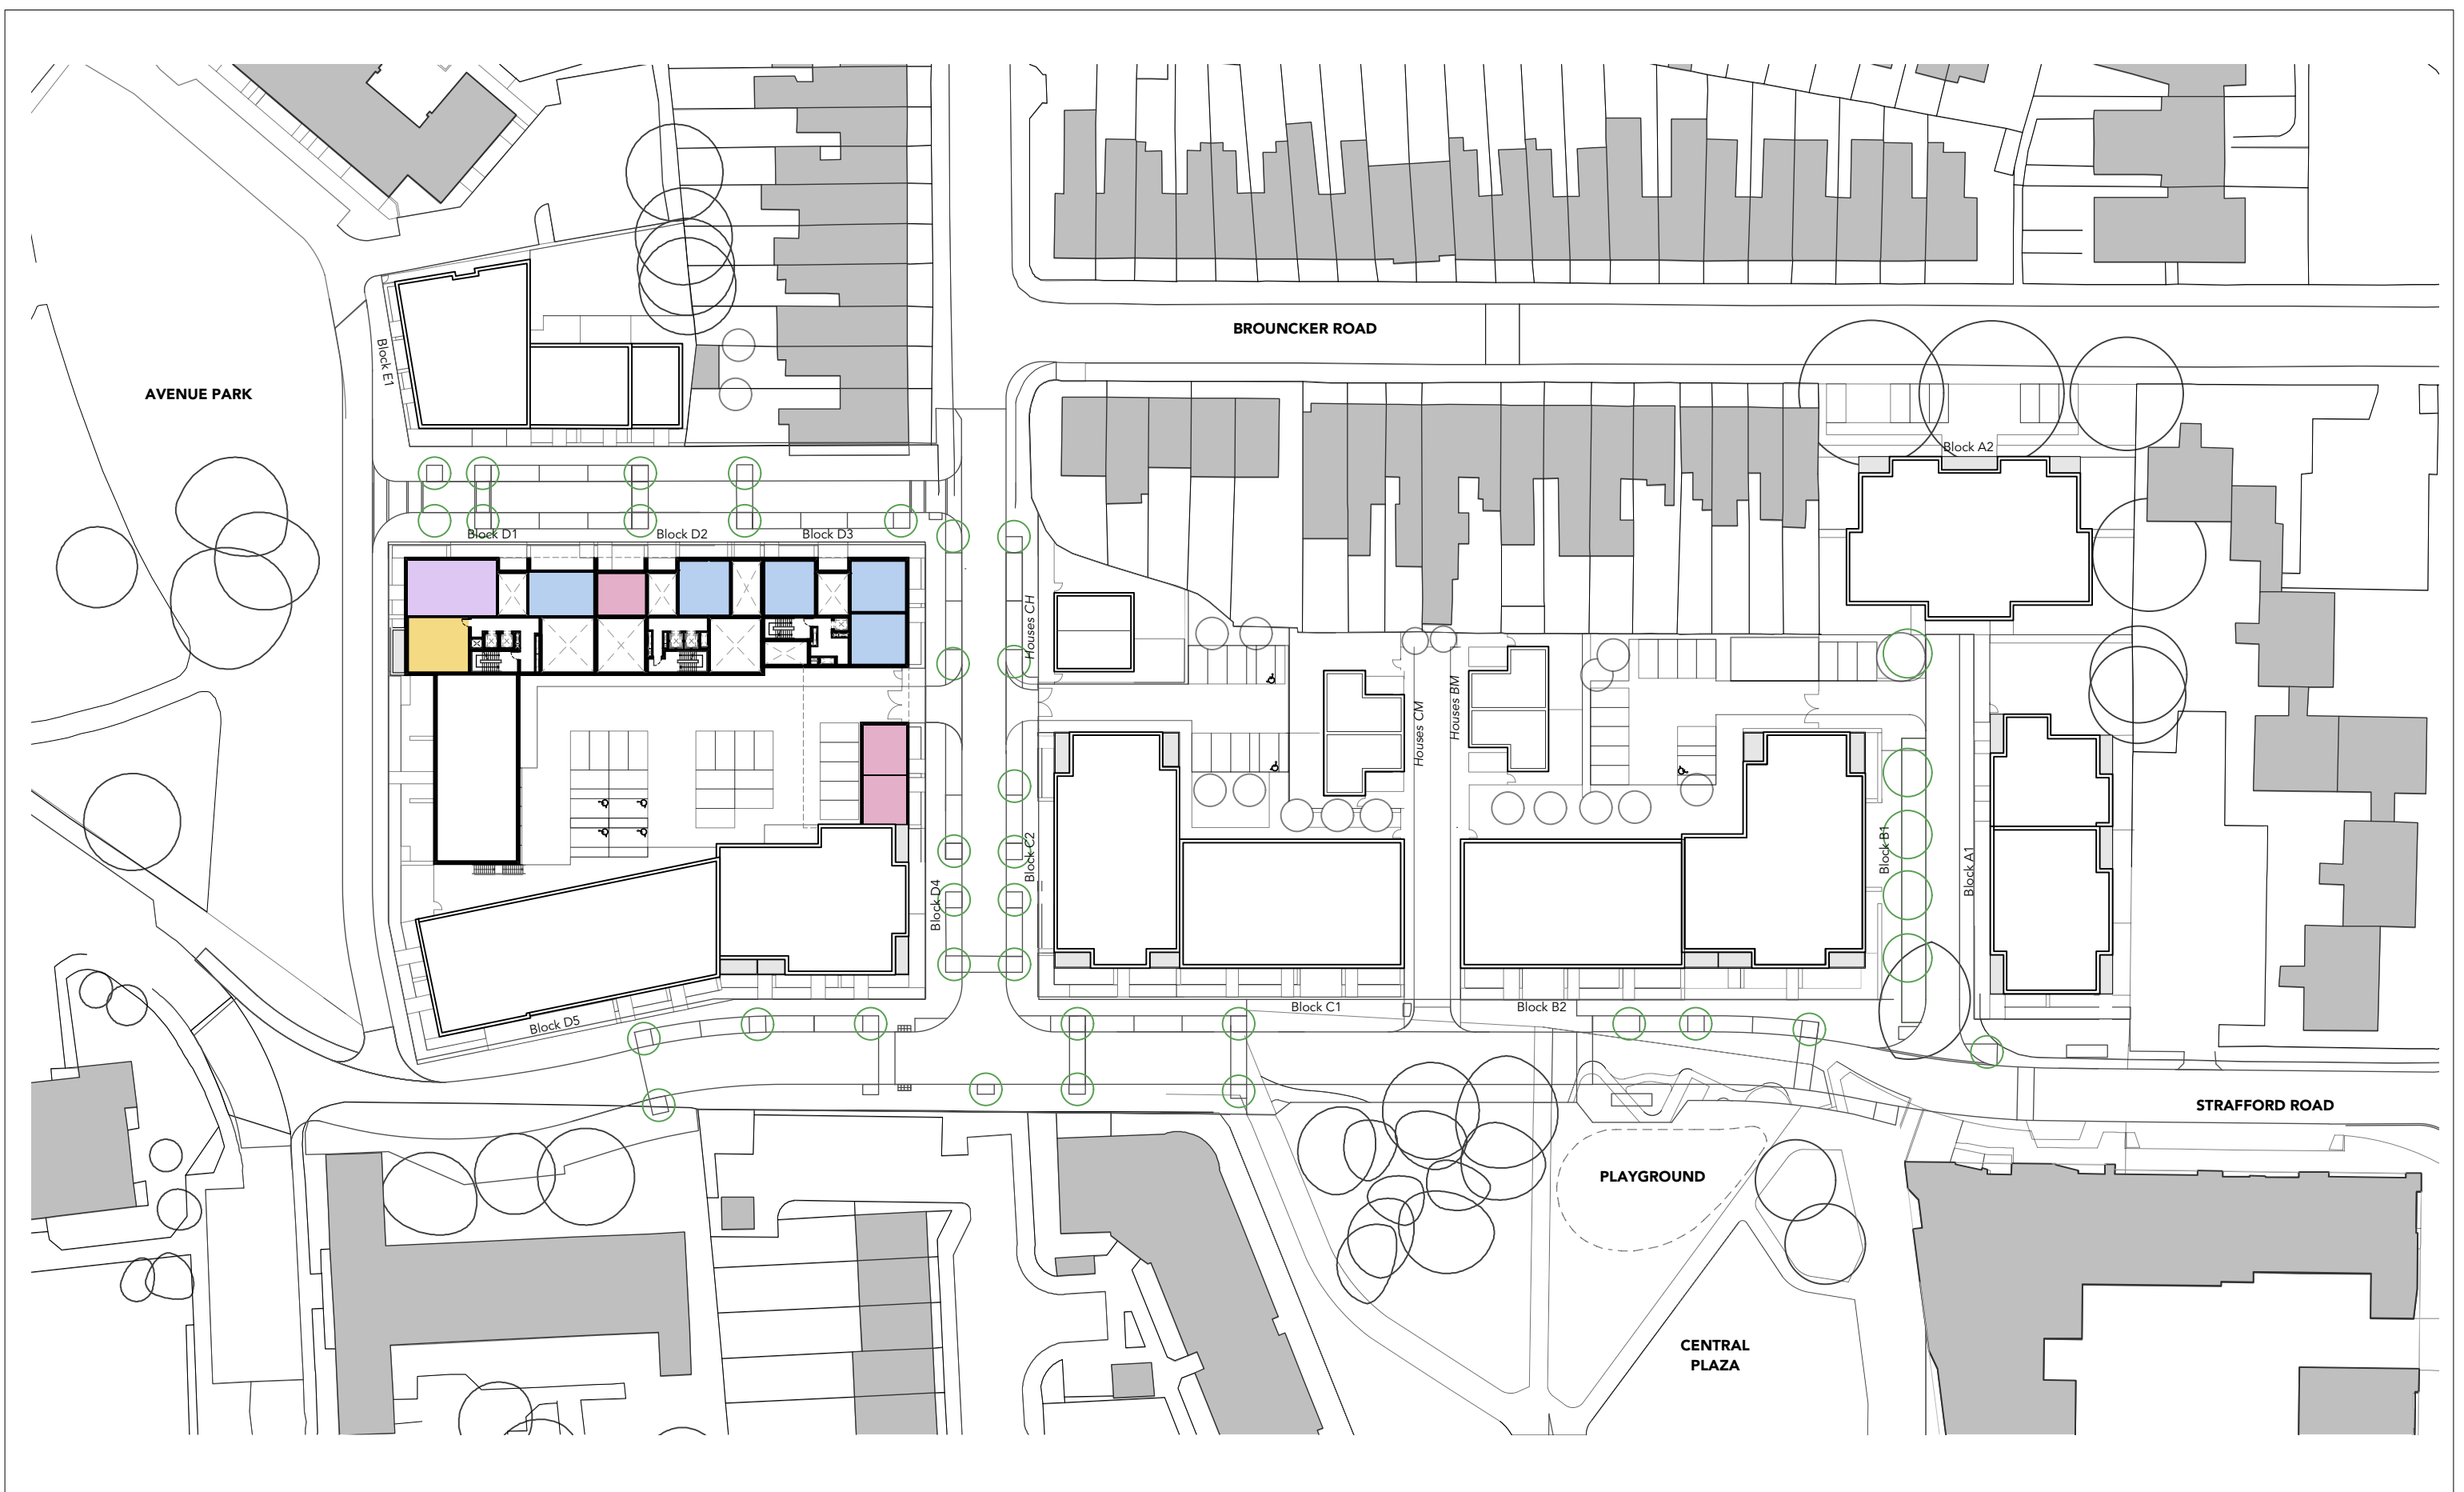 BROUNCKER ROAD
Block E1
AVENUE PARK
Block A2
Block D1
Block D2
Block D3
Houses CH
Houses CM
Houses BM
Block C2
Block B1
Block A1
Block D4
Block C1
Block B2
Block D5
STRAFFORD ROAD
PLAYGROUND
CENTRAL
PLAZA